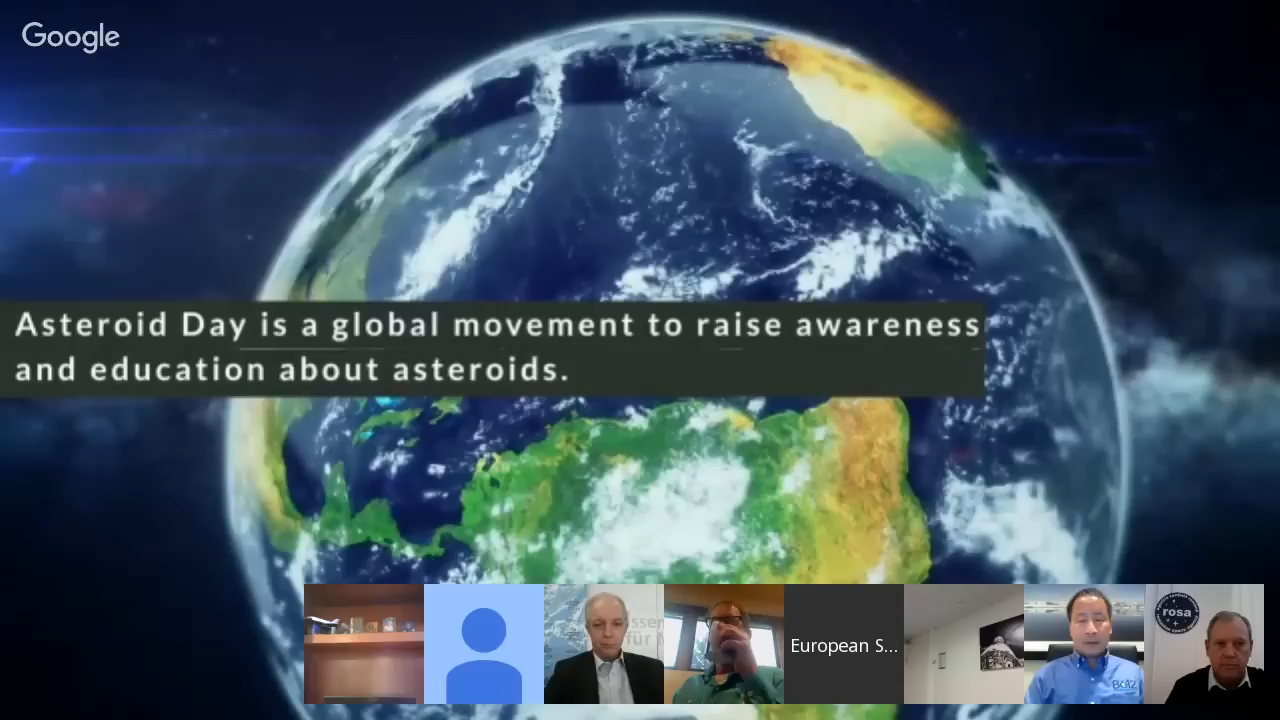 Google
Asteroid Day is a global movement to raise awareness
and education about asteroids.
European S...
rosa